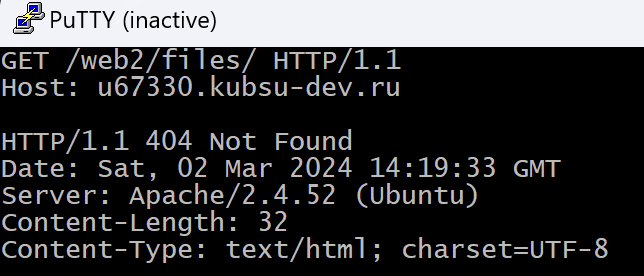 PuTTY (inactive)
GET /web2/files/ HTTP/1.1
Host: u67330.kubsu-dev.ru

HTTP/1.1 404 Not Found
Date: Sat, 02 Mar 2024 14:19:33 GMT
Server: Apache/2.4.52 (Ubuntu)
Content-Length: 32
Content-Type: text/html; charset=UTF-8